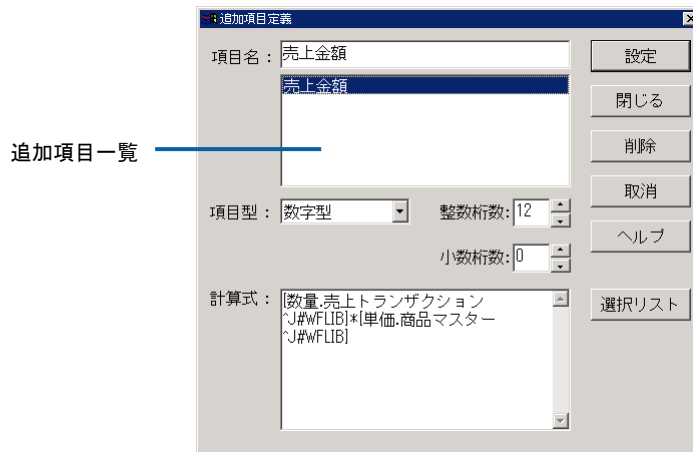 追加項目定義
項目名：
売上金額
設定
売上金額
閉じる
追加項目一覧
削除
取消
項目型：
数字型
整数桁数:
12
ヘルプ
小数桁数:
0
計算式：
[数量.売上トランザクション
^J#WFLIB]*[単価.商品マスター
^J#WFLIB]
選択リスト